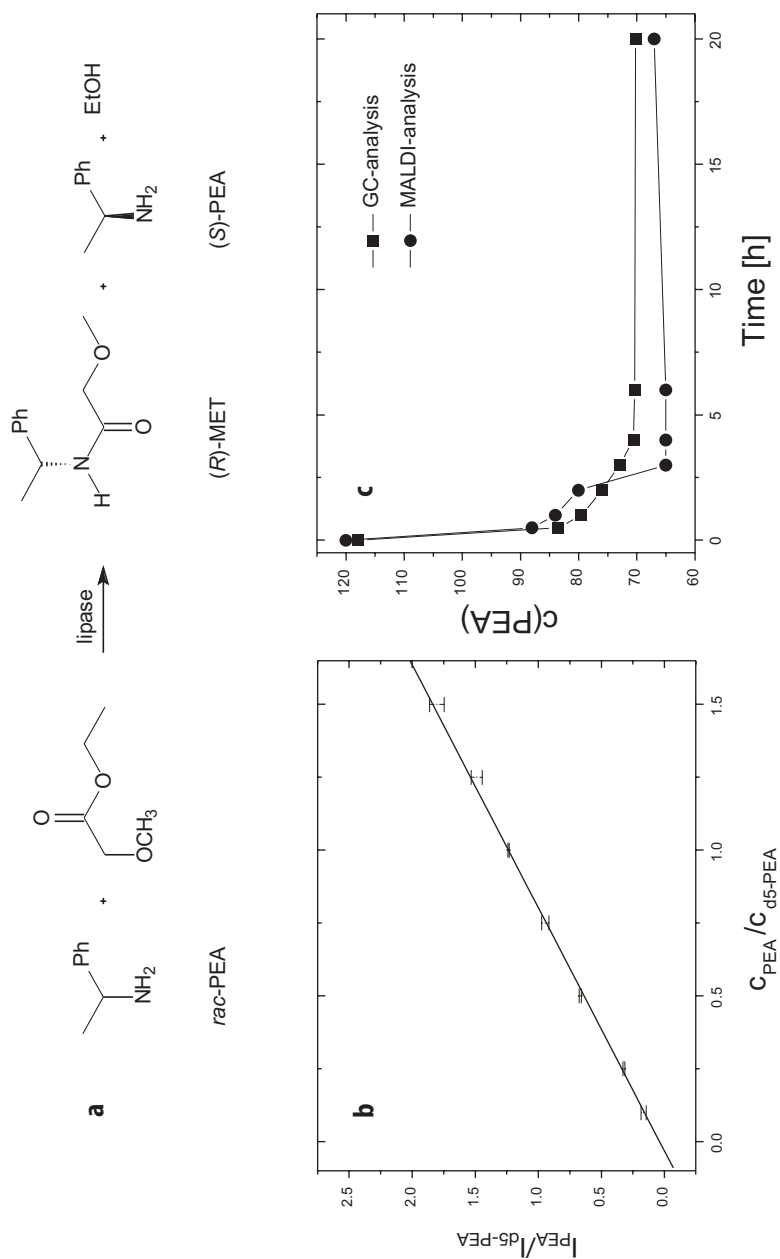 a
O
Ph
NH2
+
OCH3
O
lipase
Ph
N
H
O
O
+
Ph
NH2
+ EtOH
rac-PEA
(R)-MET
(S)-PEA
b
2.5
2.0
1.5
1.0
0.5
0.0
IPEA/Id5-PEA
0.0 0.5 1.0 1.5
cPEA/cd5-PEA
c
GC-analysis
MALDI-analysis
120
110
100
90
80
70
60
c(PEA)
0 5 10 15 20
Time [h]